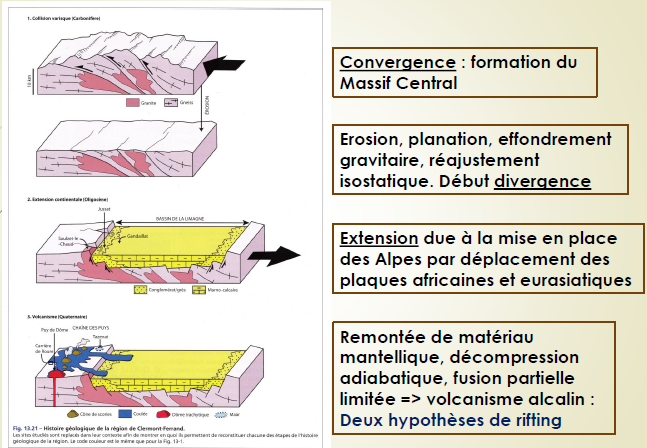 1. Collision varisque (Carbonifère)
10 km
Granite
Gneiss
EROSION
2. Extension continentale (Oligocène)
Jussat
BASSIN DE LA LIMAGNE
Saulzet-le
-Chaud
Gandaillat
Conglomérat/grès
Marno-calcaire
3. Volcanisme (Quaternaire)
Puy de Dôme
CHAÎNE DES PUYS
Tazenat
Carrière
de Rouzet
Cône de scories
Coulée
Dôme trachytique
Maar
Fig. 13.21 – Histoire géologique de la région de Clermont-Ferrand.
Les sites étudiés sont replacés dans leur contexte afin de montrer en quoi ils permettent de reconstituer chacune des étapes de l'histoire
géologique de la région. Le code couleur est le même que pour la Fig. 13-1.
Convergence : formation du
Massif Central
Erosion, planation, effondrement
gravitaire, réajustement
isostatique. Début divergence
Extension due à la mise en place
des Alpes par déplacement des
plaques africaines et eurasiatiques
Remontée de matériau
mantellique, décompression
adiabatique, fusion partielle
limitée => volcanisme alcalin :
Deux hypothèses de rifting